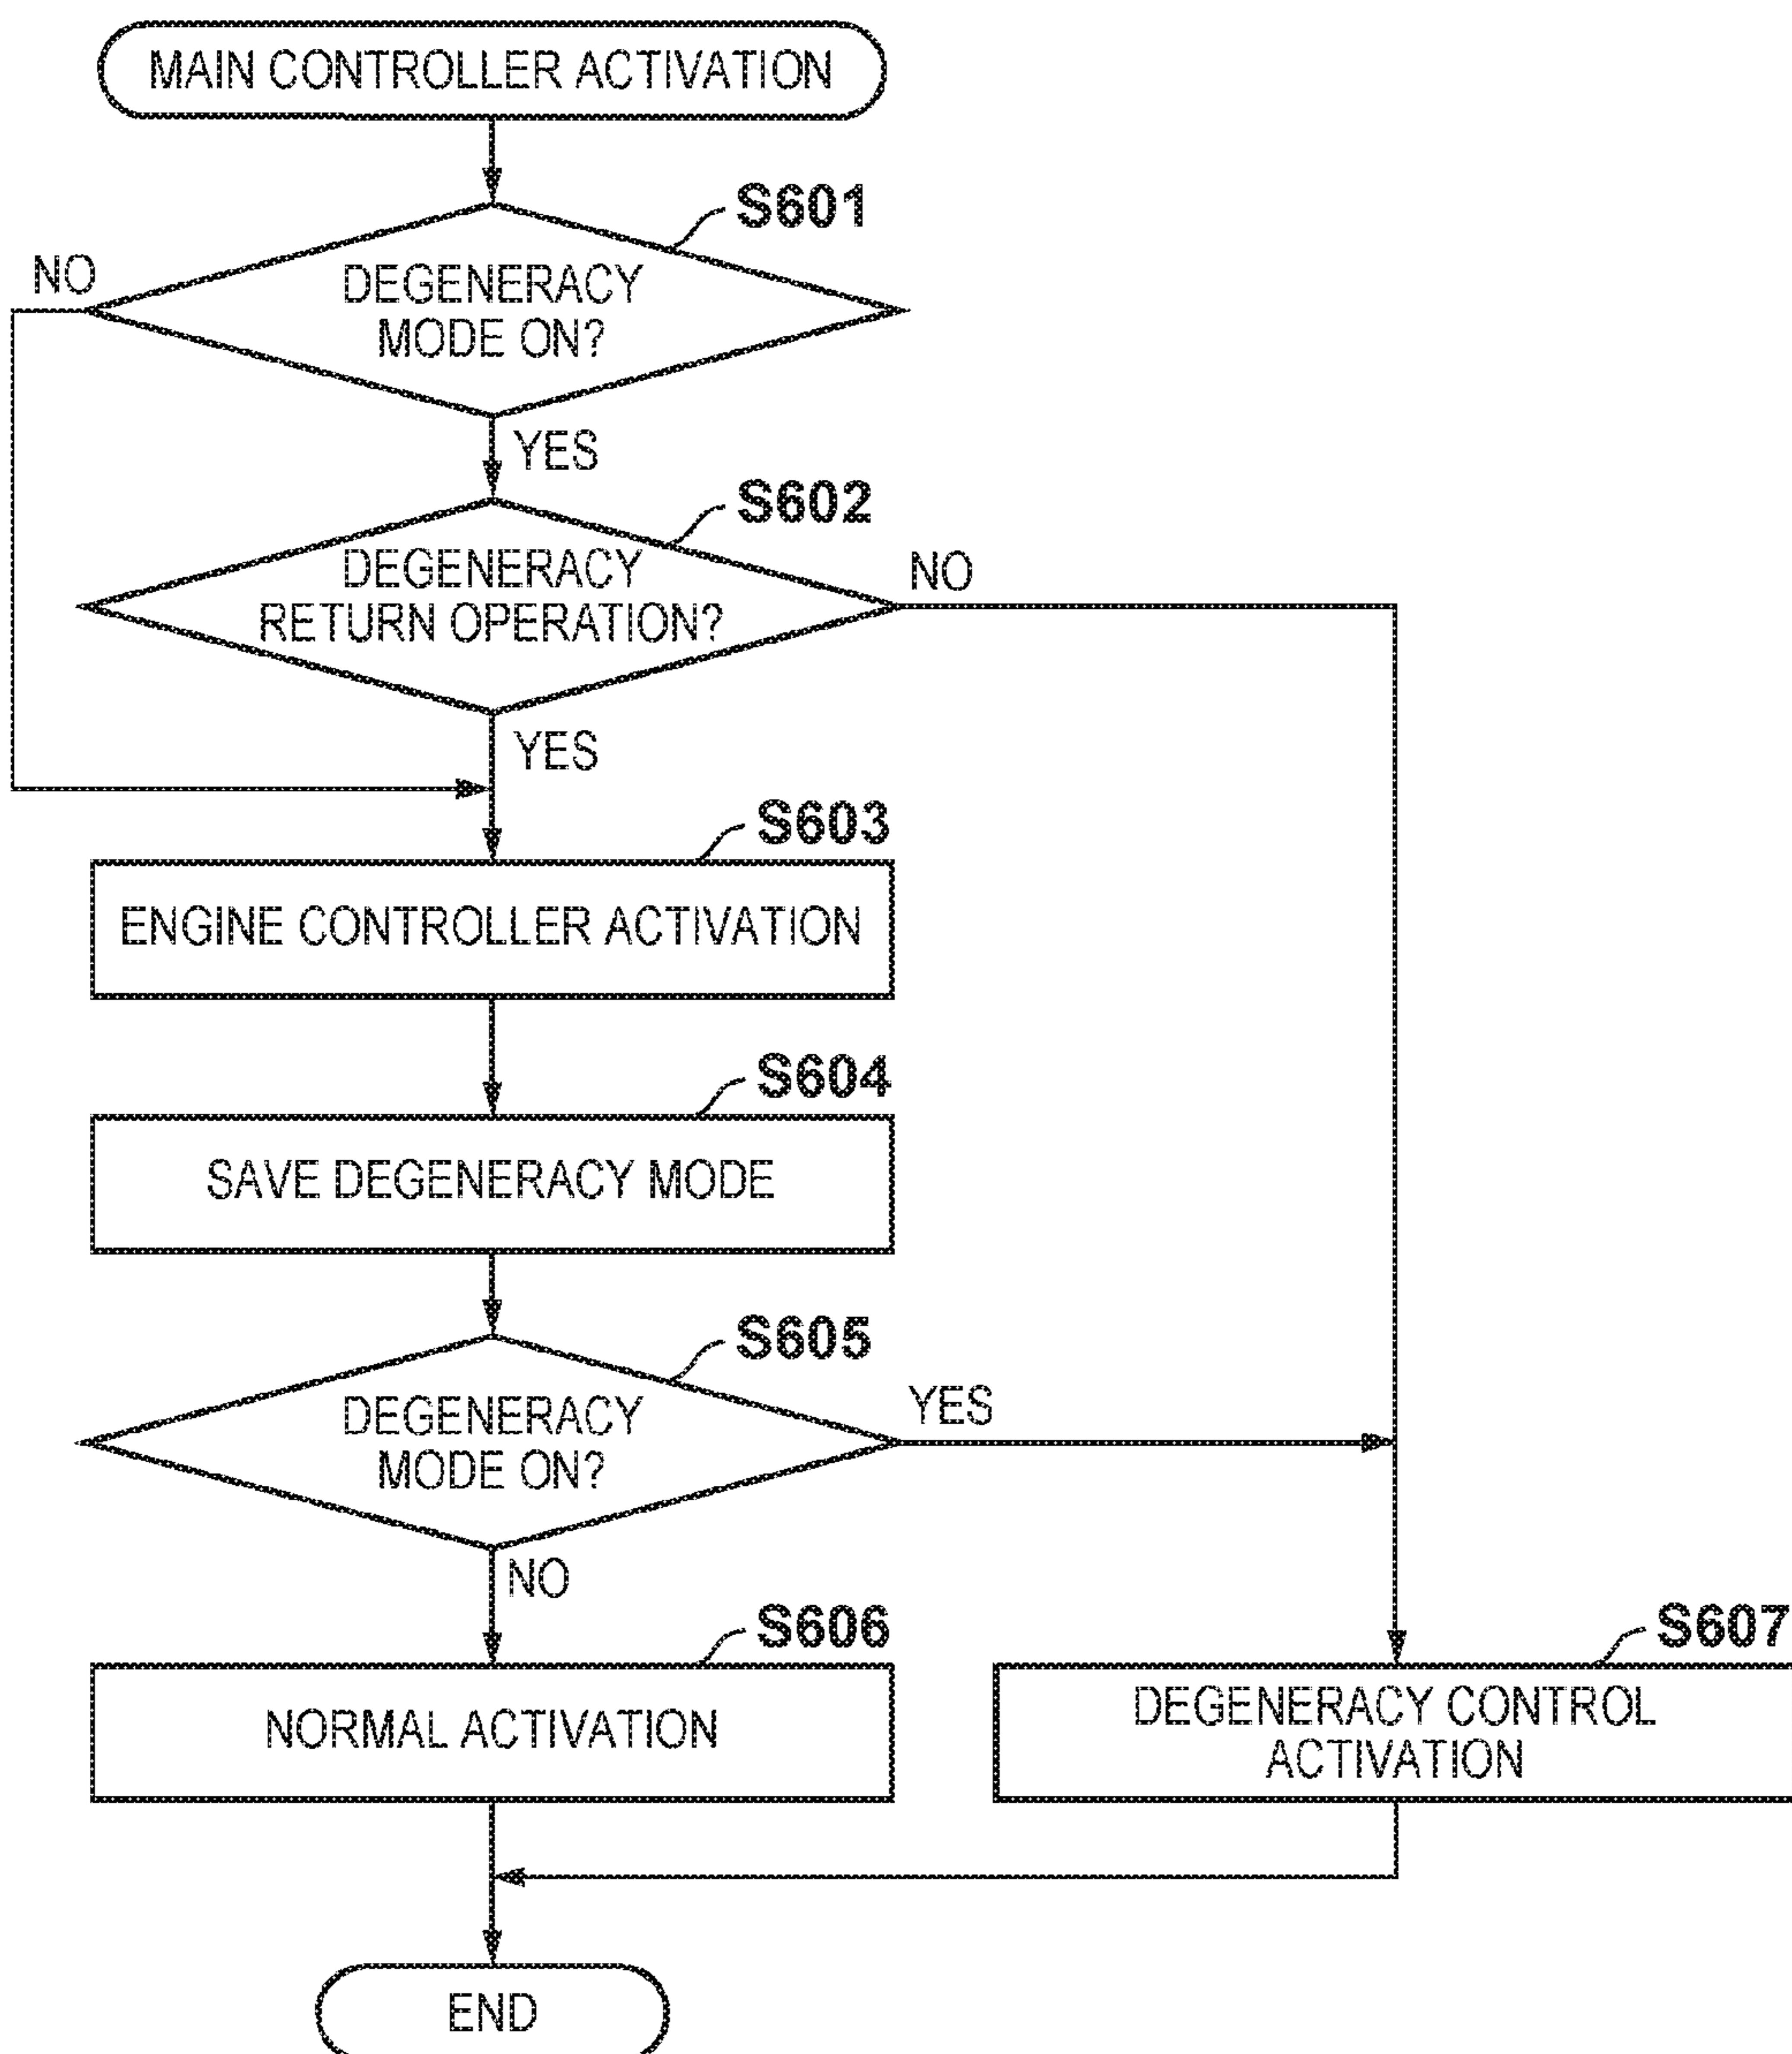 MAIN CONTROLLER ACTIVATION
S601
NO
DEGENERACY
MODE ON?
YES
S602
DEGENERACY
RETURN OPERATION?
NO
YES
S603
ENGINE CONTROLLER ACTIVATION
S604
SAVE DEGENERACY MODE
S605
DEGENERACY
MODE ON?
YES
NO
S606
NORMAL ACTIVATION
S607
DEGENERACY CONTROL
ACTIVATION
END